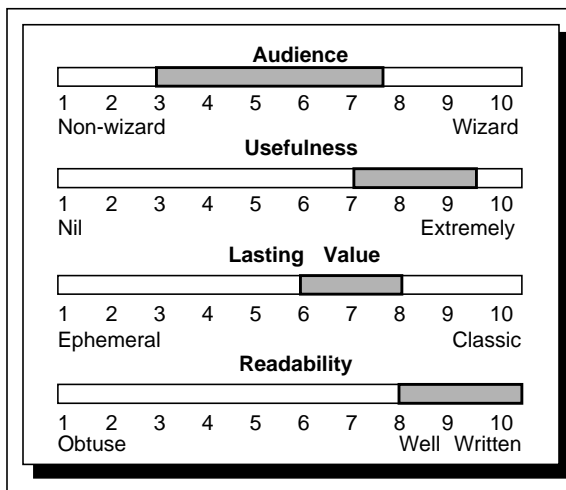 Audience
1 2 3 4 5 6 7 8 9 10
Non-wizard Wizard
Usefulness
1 2 3 4 5 6 7 8 9 10
Nil Extremely
Lasting Value
1 2 3 4 5 6 7 8 9 10
Ephemeral Classic
Readability
1 2 3 4 5 6 7 8 9 10
Obtuse Well Written